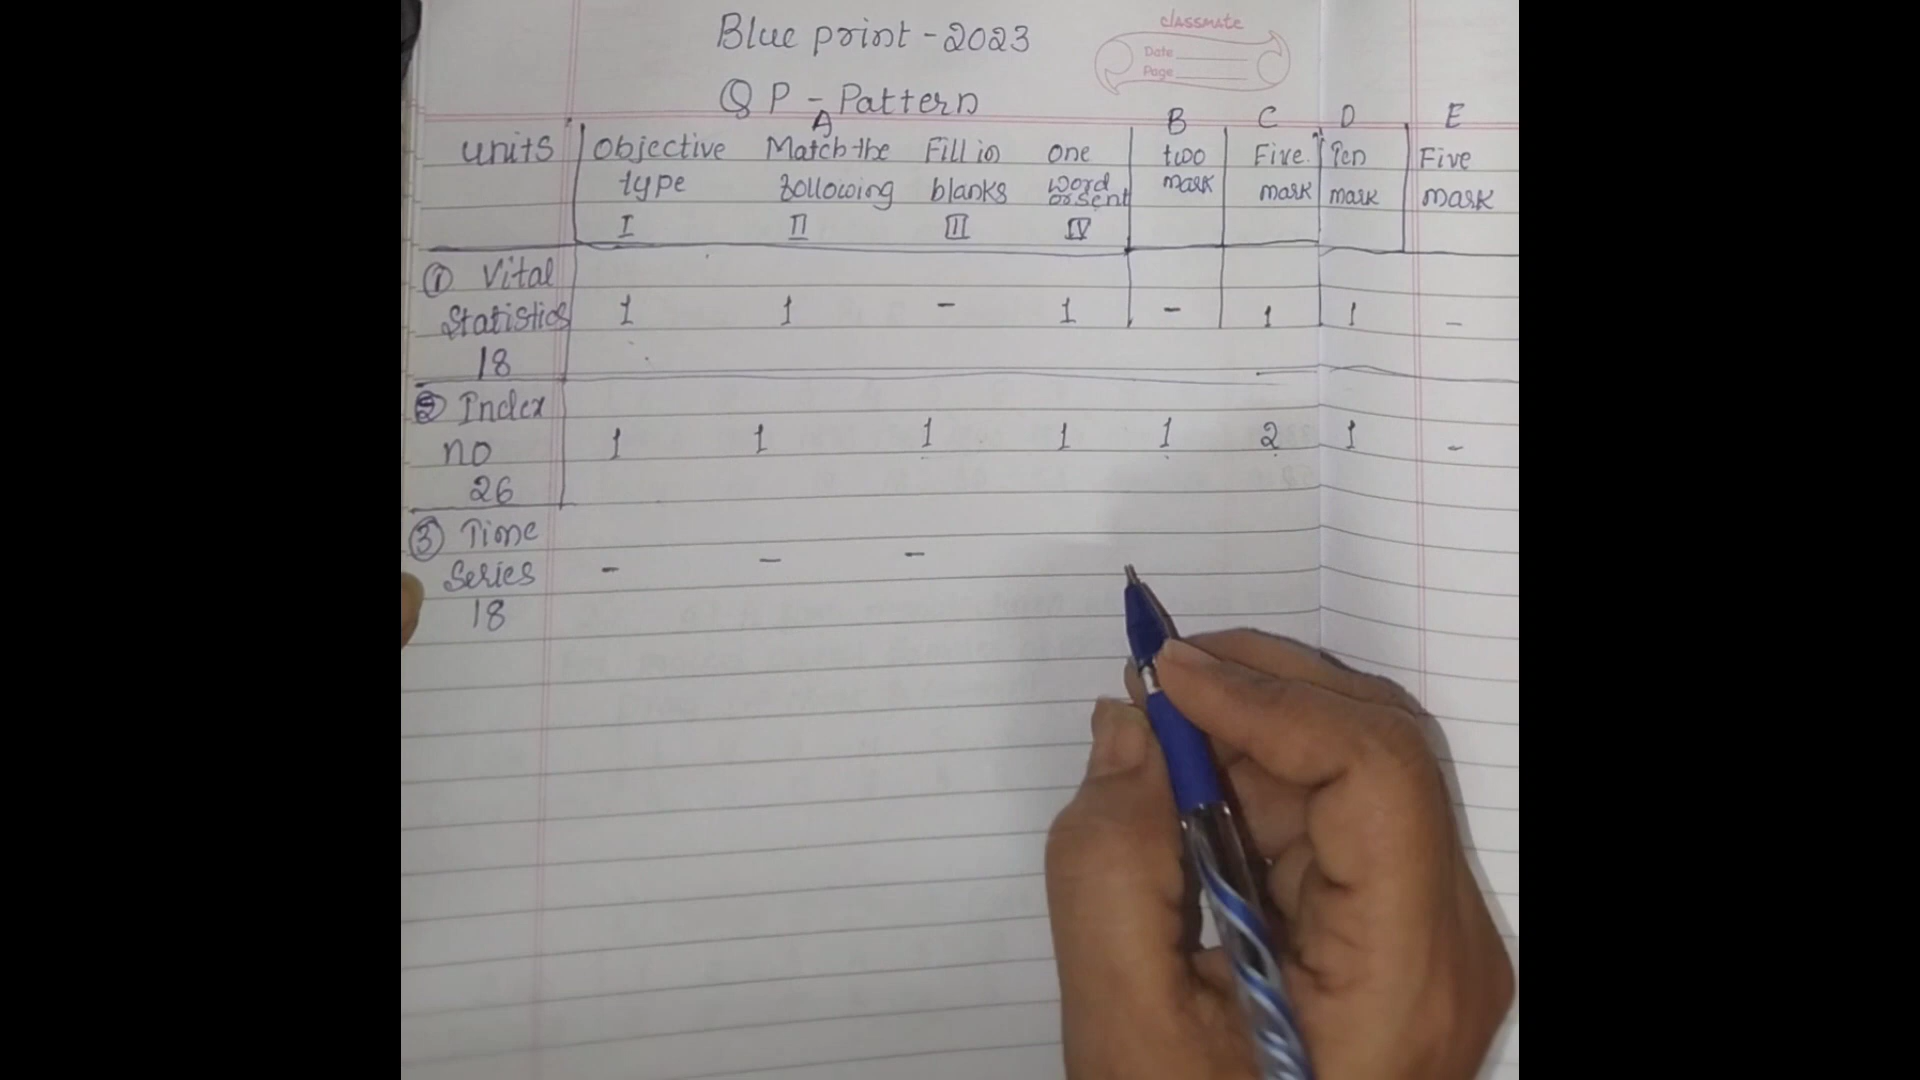 Blue print - 2023
classmate
Date
Page
Q P - Pattern
A B C D E
units Objective type I Match the following II Fill in blanks III one word or sent IV two mark Five mark Ten mark Five mark
① Vital Statistics 18 1 1 - 1 - 1 1 -
② Index no 26 1 1 1 1 1 2 1 -
③ Time Series 18 - - -